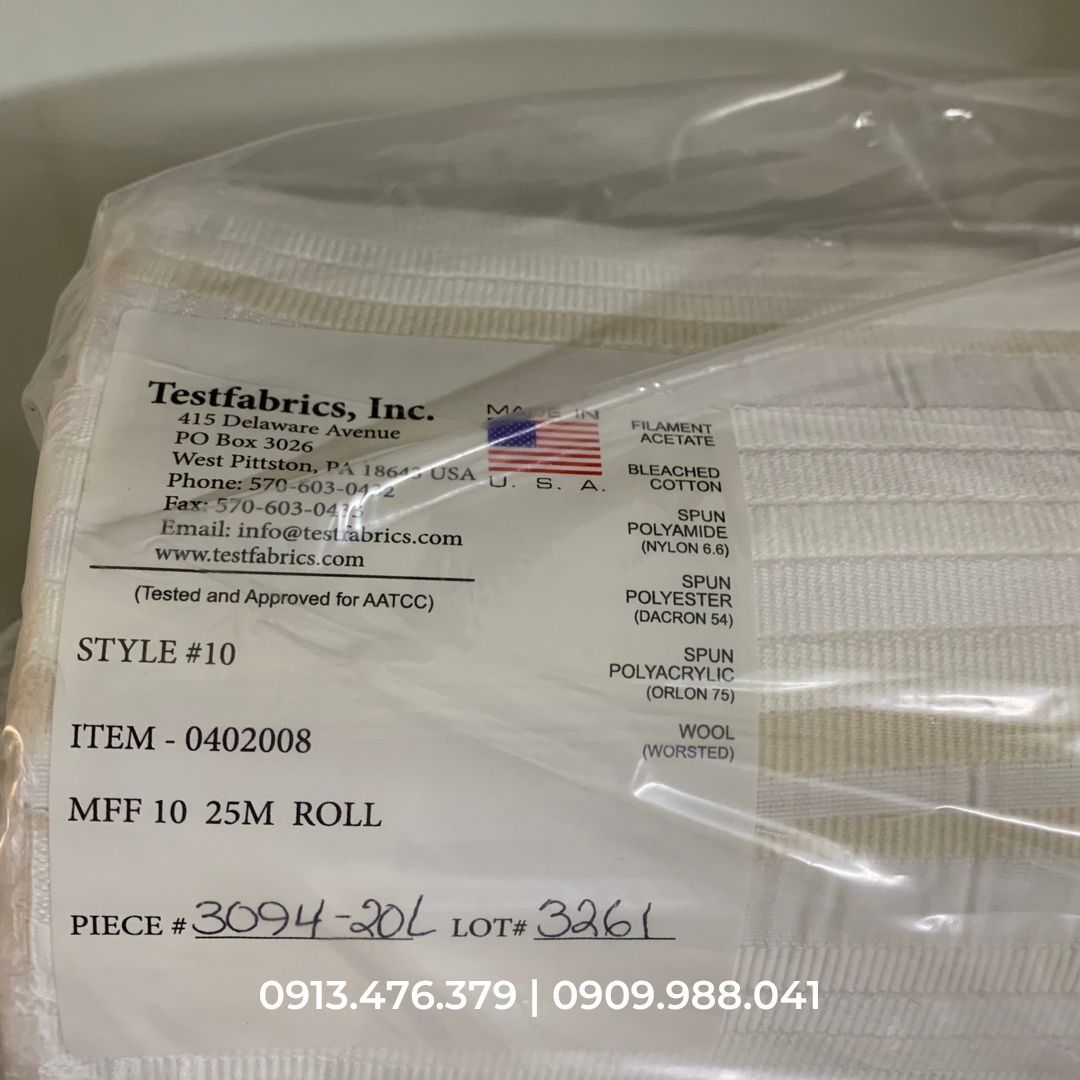 Testfabrics, Inc.
415 Delaware Avenue
PO Box 3026
West Pittston, PA 18643 USA
Phone: 570-603-0432
Fax: 570-603-0433
Email: info@testfabrics.com
www.testfabrics.com
(Tested and Approved for AATCC)
MADE IN
U. S. A.
STYLE #10
ITEM - 0402008
MFF 10 25M ROLL
PIECE # 3094-20L LOT# 3261
FILAMENT
ACETATE
BLEACHED
COTTON
SPUN
POLYAMIDE
(NYLON 6.6)
SPUN
POLYESTER
(DACRON 54)
SPUN
POLYACRYLIC
(ORLON 75)
WOOL
(WORSTED)
0913.476.379 | 0909.988.041